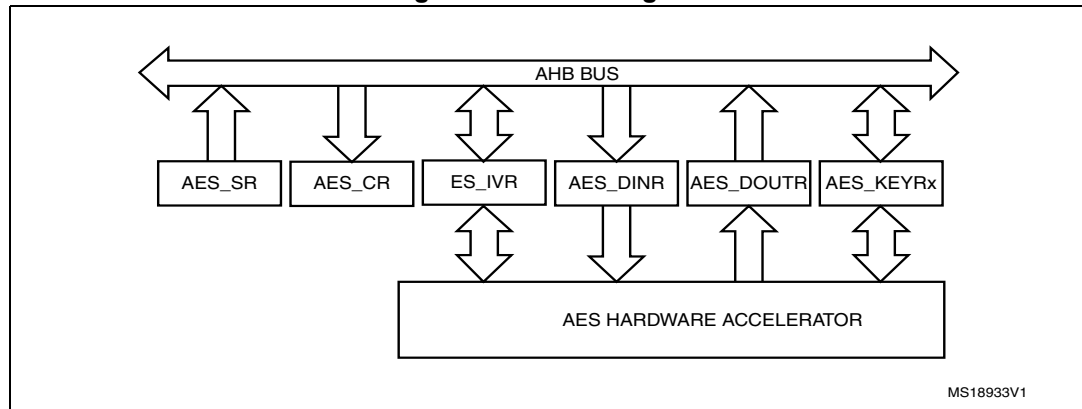 AHB BUS
AES_SR AES_CR ES_IVR AES_DINR AES_DOUTR AES_KEYRx
AES HARDWARE ACCELERATOR
MS18933V1